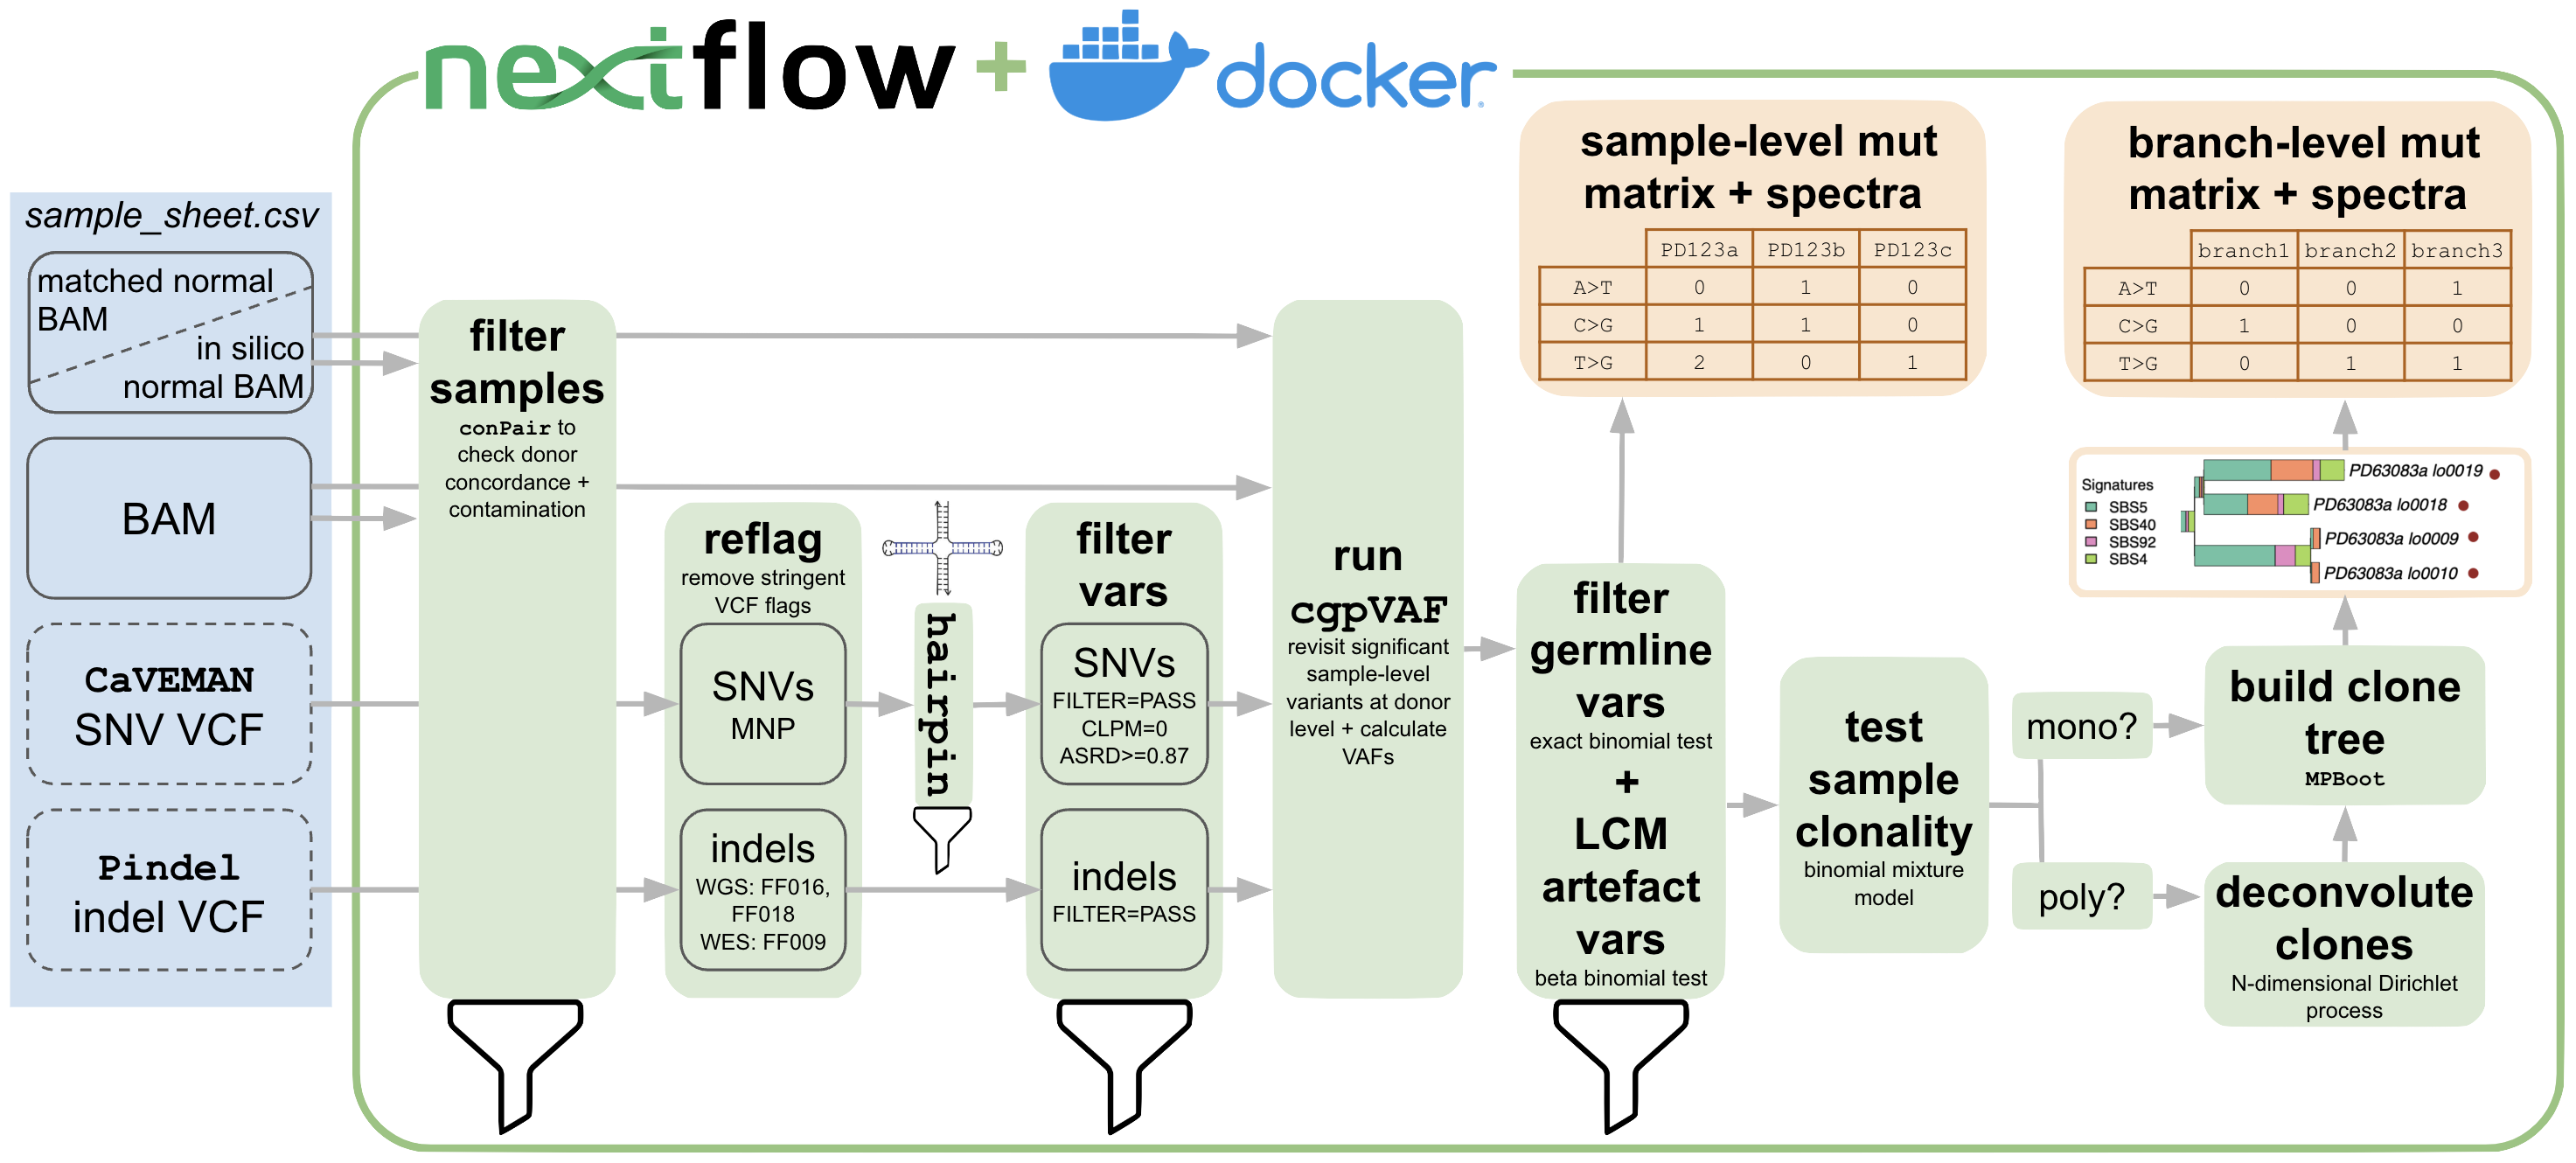 nextflow + docker
sample_sheet.csv
matched normal
BAM
in silico
normal BAM
BAM
CaVEMAN
SNV VCF
Pindel
indel VCF
filter
samples
conPair to
check donor
concordance +
contamination
reflag
remove stringent
VCF flags
SNVs
MNP
indels
WGS: FF016,
FF018
WES: FF009
hairpin
filter
vars
SNVs
FILTER=PASS
CLPM=0
ASRD>=0.87
indels
FILTER=PASS
run
cgpVAF
revisit significant
sample-level
variants at donor
level + calculate
VAFs
filter
germline
vars
exact binomial test
+
LCM
artefact
vars
beta binomial test
sample-level mut
matrix + spectra
PD123a PD123b PD123c
A>T 0 1 0
C>G 1 1 0
T>G 2 0 1
test
sample
clonality
binomial mixture
model
mono?
poly?
build clone
tree
MPBoot
deconvolute
clones
N-dimensional Dirichlet
process
Signatures
SBS5
SBS40
SBS92
SBS4
PD63083a lo0019
PD63083a lo0018
PD63083a lo0009
PD63083a lo0010
branch-level mut
matrix + spectra
branch1 branch2 branch3
A>T 0 0 1
C>G 1 0 0
T>G 0 1 1